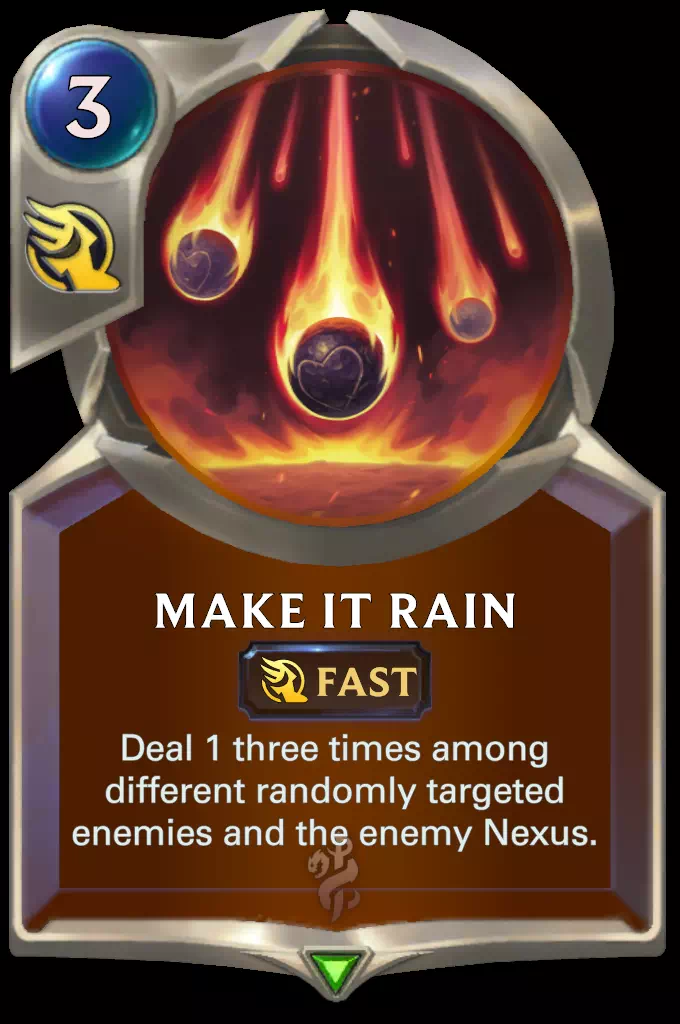 3
MAKE IT RAIN
FAST
Deal 1 three times among
different randomly targeted
enemies and the enemy Nexus.